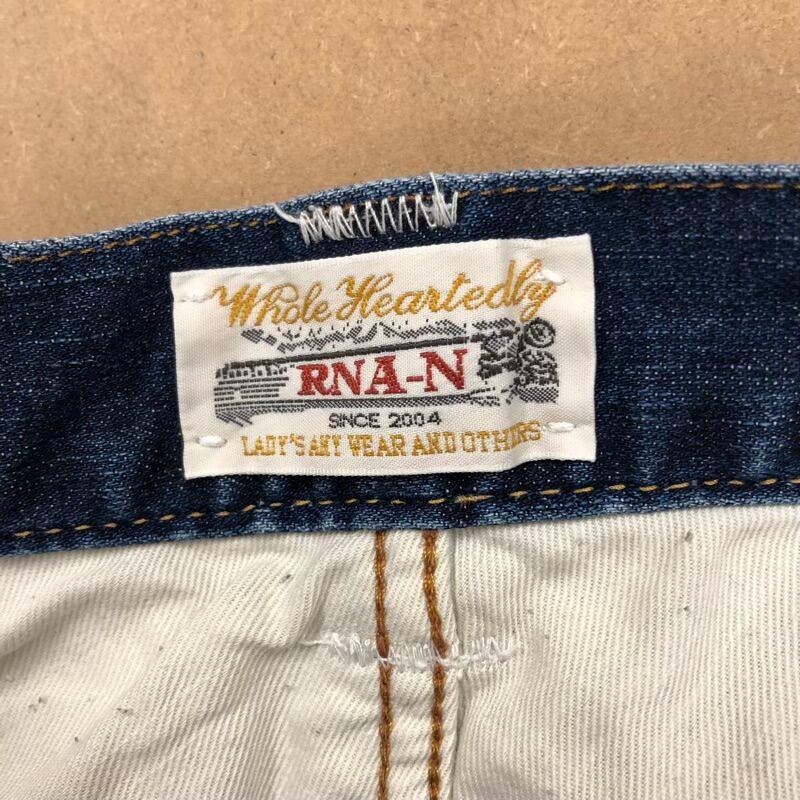 Whole Heartedly
RNA-N
SINCE 2004
LADY'S ANY WEAR AND OTHERS